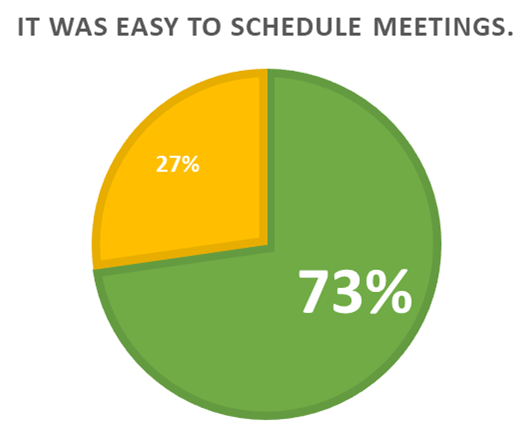 IT WAS EASY TO SCHEDULE MEETINGS.
27%
73%